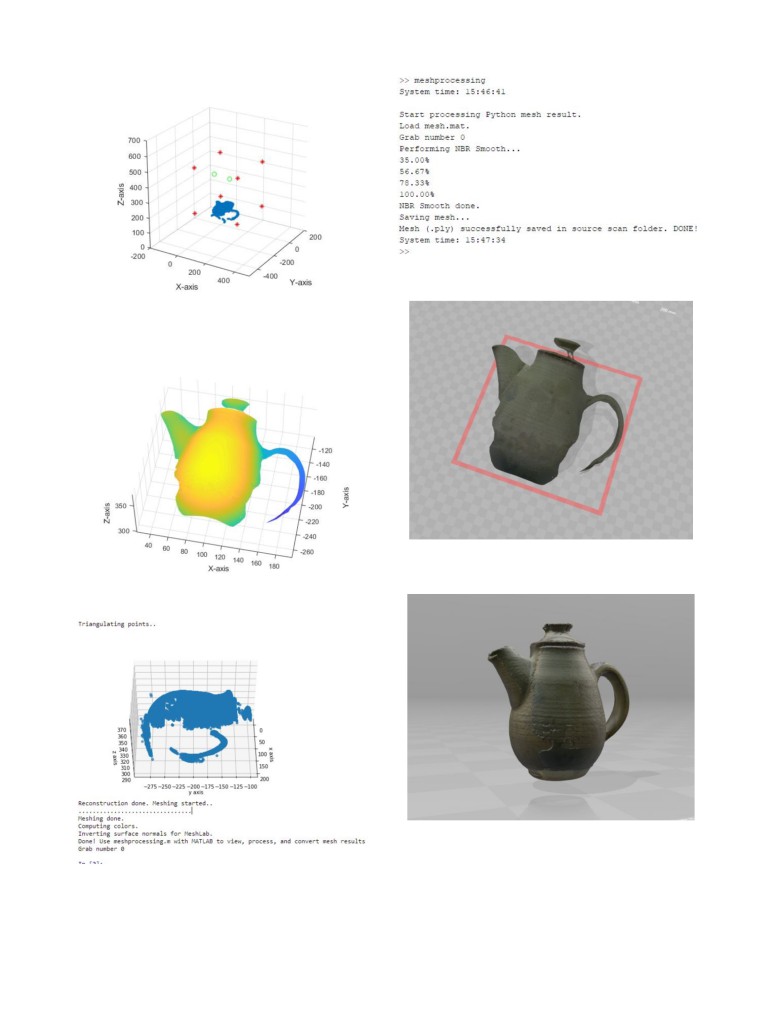 >> meshprocessing
System time: 15:46:41
Start processing Python mesh result.
Load mesh.mat.
Grab number 0
Performing NBR Smooth...
35.00%
56.67%
78.33%
100.00%
NBR Smooth done.
Saving mesh...
Mesh (.ply) successfully saved in source scan folder. DONE!
System time: 15:47:34
>>
700
600
500
400
300
200
100
0
Z-axis
-200
0
200
400
X-axis
200
0
-200
-400
Y-axis
350
300
Z-axis
40
60
80
100
120
140
160
180
X-axis
-120
-140
-160
-180
-200
-220
-240
-260
Y-axis
Triangulating points..
370
360
350
340
330
320
310
300
290
z axis
-275 -250 -225 -200 -175 -150 -125 -100
y axis
0
50
100
150
200
x axis
Reconstruction done. Meshing started..
................................|
Meshing done.
Computing colors.
Inverting surface normals for MeshLab.
Done! Use meshprocessing.m with MATLAB to view, process, and convert mesh results
Grab number 0